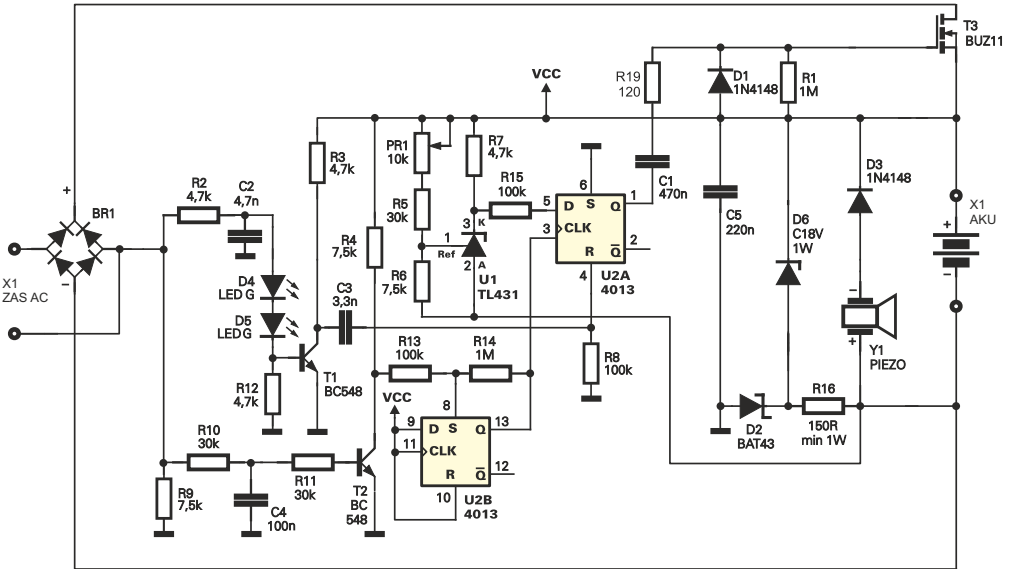 T3
BUZ11
R19
120
D1
1N4148
R1
1M
VCC
PR1
10k
R7
4,7k
R3
4,7k
R15
100k
C1
470n
D3
1N4148
X1
AKU
+
−
R2
4,7k
C2
4,7n
BR1
+
−
X1
ZAS AC
R5
30k
R4
7,5k
R6
7,5k
1
Ref
3
K
2
A
U1
TL431
5
D
6
S
Q
1
3
CLK
R
4
Q
2
U2A
4013
C5
220n
D6
C18V
1W
−
+
Y1
PIEZO
D4
LED G
D5
LED G
C3
3,3n
T1
BC548
R12
4,7k
R13
100k
R14
1M
R8
100k
VCC
8
9
D
S
Q
13
11
CLK
R
Q
12
10
U2B
4013
D2
BAT43
R16
150R
min 1W
R10
30k
R11
30k
R9
7,5k
C4
100n
T2
BC
548